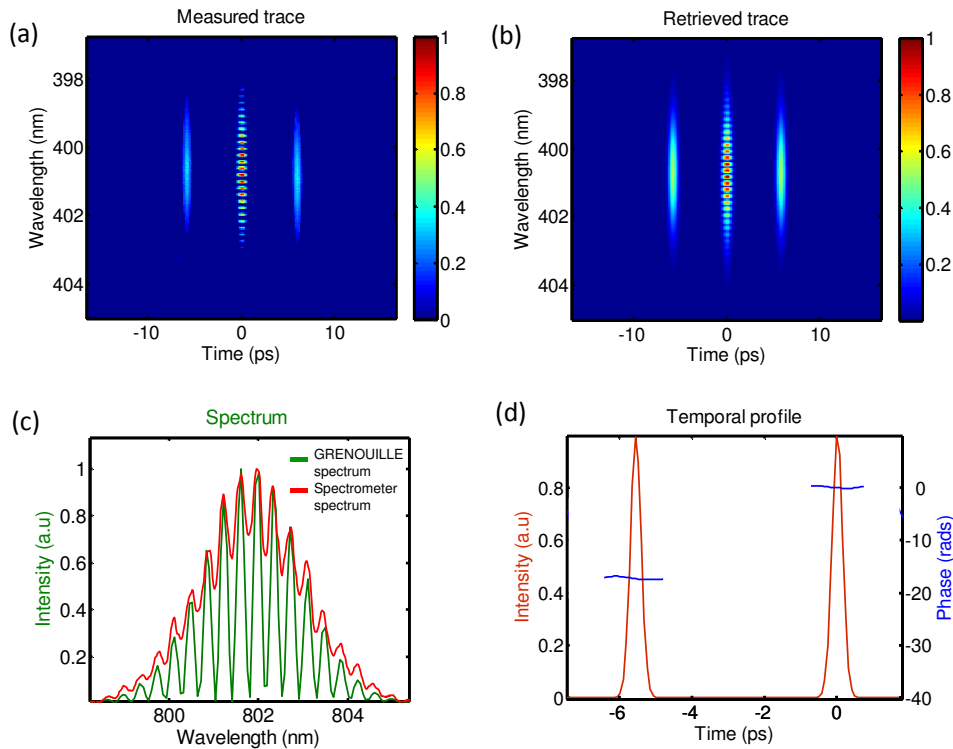 Measured trace
(a)
Wavelength (nm)
398
400
402
404
-10
0
10
Time (ps)
1
0.8
0.6
0.4
0.2
0
Retrieved trace
(b)
Wavelength (nm)
398
400
402
404
-10
0
10
Time (ps)
1
0.8
0.6
0.4
0.2
(c)
Spectrum
GRENOUILLE
spectrum
Spectrometer
spectrum
Intensity (a.u)
1
0.8
0.6
0.4
0.2
800
802
804
Wavelength (nm)
(d)
Temporal profile
Intensity (a.u)
0.8
0.6
0.4
0.2
0
-6
-4
-2
0
Time (ps)
0
-10
-20
-30
-40
Phase (rads)